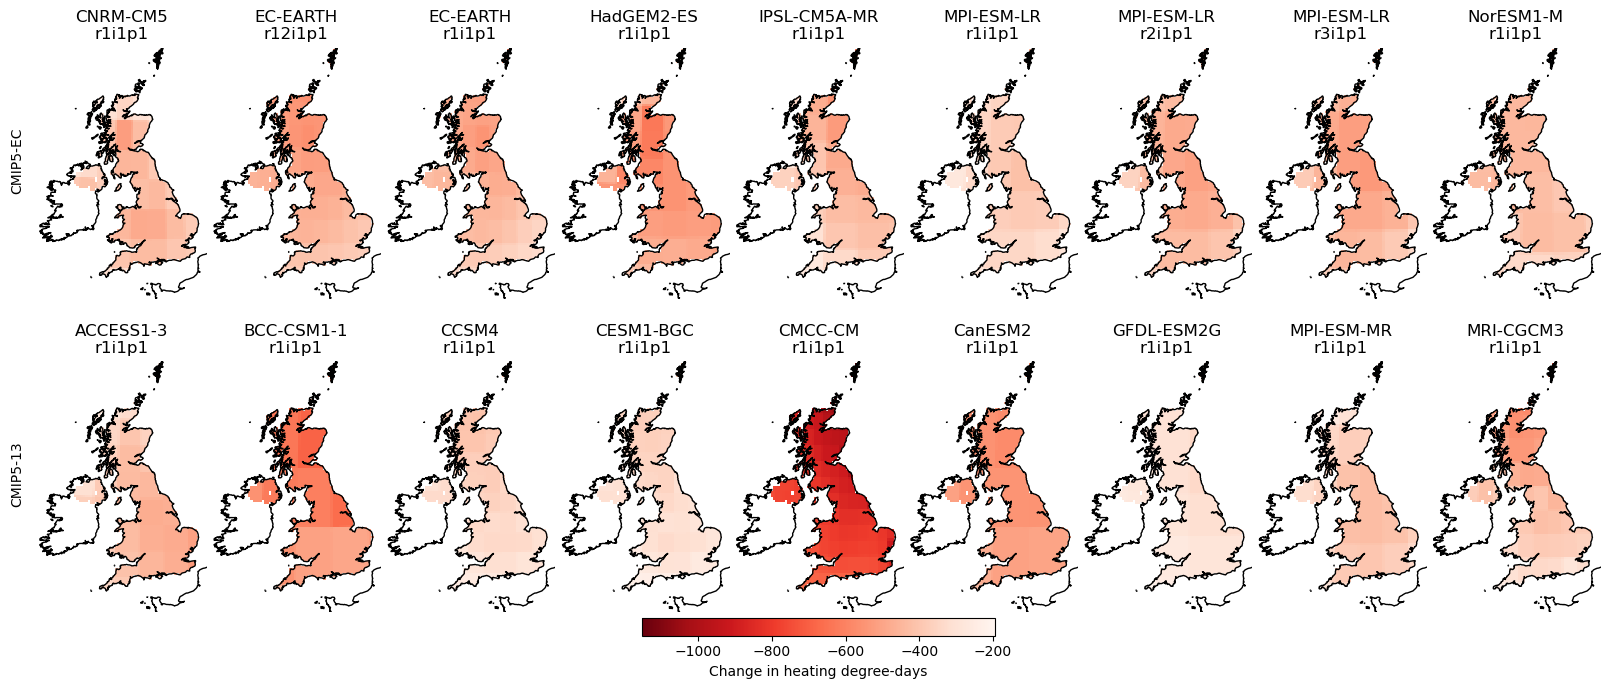 CNRM-CM5
r1i1p1
EC-EARTH
r12i1p1
EC-EARTH
r1i1p1
HadGEM2-ES
r1i1p1
IPSL-CM5A-MR
r1i1p1
MPI-ESM-LR
r1i1p1
MPI-ESM-LR
r2i1p1
MPI-ESM-LR
r3i1p1
NorESM1-M
r1i1p1
CMIP5-EC
ACCESS1-3
r1i1p1
BCC-CSM1-1
r1i1p1
CCSM4
r1i1p1
CESM1-BGC
r1i1p1
CMCC-CM
r1i1p1
CanESM2
r1i1p1
GFDL-ESM2G
r1i1p1
MPI-ESM-MR
r1i1p1
MRI-CGCM3
r1i1p1
CMIP5-13
−1000 −800 −600 −400 −200
Change in heating degree-days